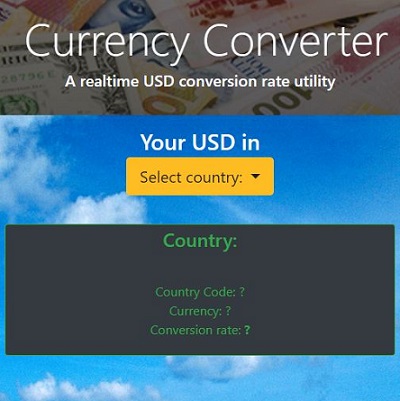 Currency Converter
A realtime USD conversion rate utility
Your USD in
Select country:
Country:
Country Code: ?
Currency: ?
Conversion rate: ?